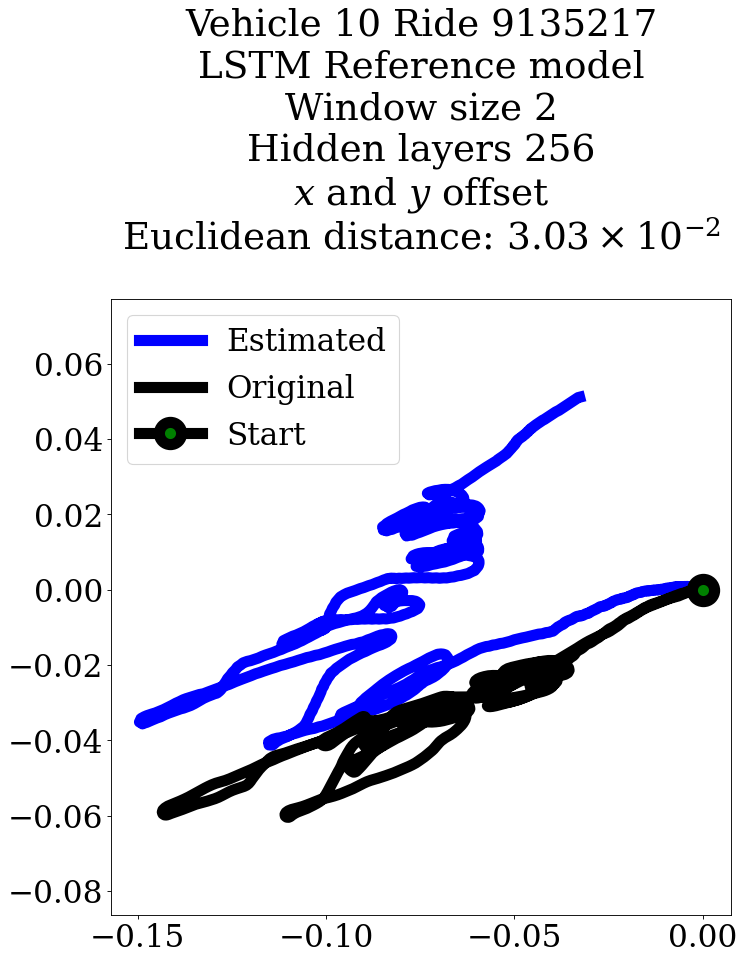 Vehicle 10 Ride 9135217
LSTM Reference model
Window size 2
Hidden layers 256
x and y offset
Euclidean distance: 3.03 × 10⁻²
Estimated
Original
Start
0.06
0.04
0.02
0.00
−0.02
−0.04
−0.06
−0.08
−0.15 −0.10 −0.05 0.00